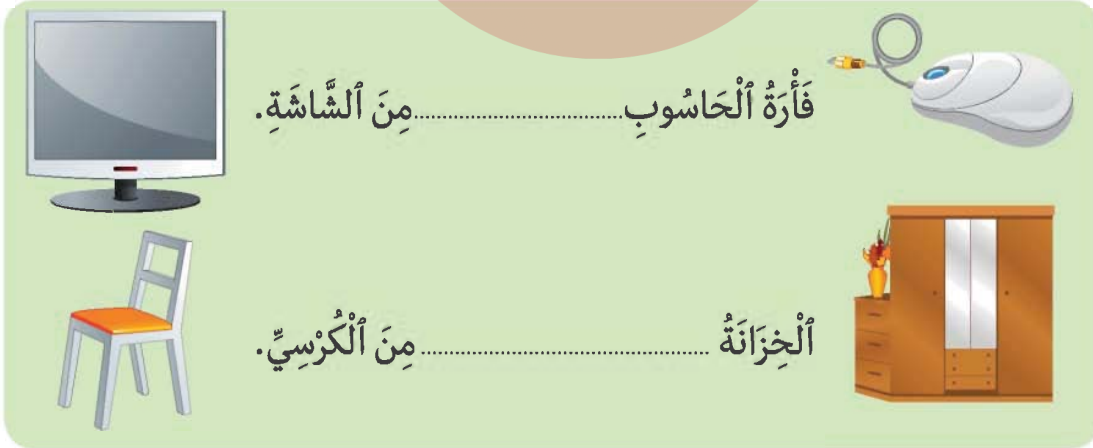 فَأْرَةُ ٱلْحَاسُوبِ.......................................مِنَ ٱلشَّاشَةِ.
ٱلْخِزَانَةُ .......................................................مِنَ ٱلْكُرْسِيِّ.